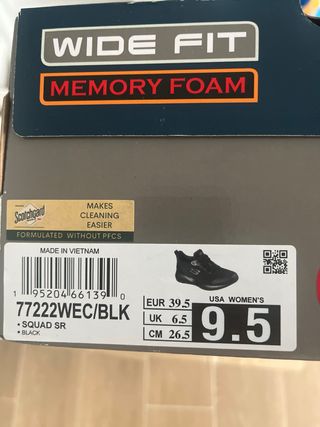 WIDE FIT
MEMORY FOAM
Scotchgard
MAKES
CLEANING
EASIER
FORMULATED WITHOUT PFCS
MADE IN VIETNAM
1 95204 66139 0
77222WEC/BLK
• SQUAD SR
• BLACK
EUR 39.5
UK 6.5
CM 26.5
USA WOMEN'S
9.5